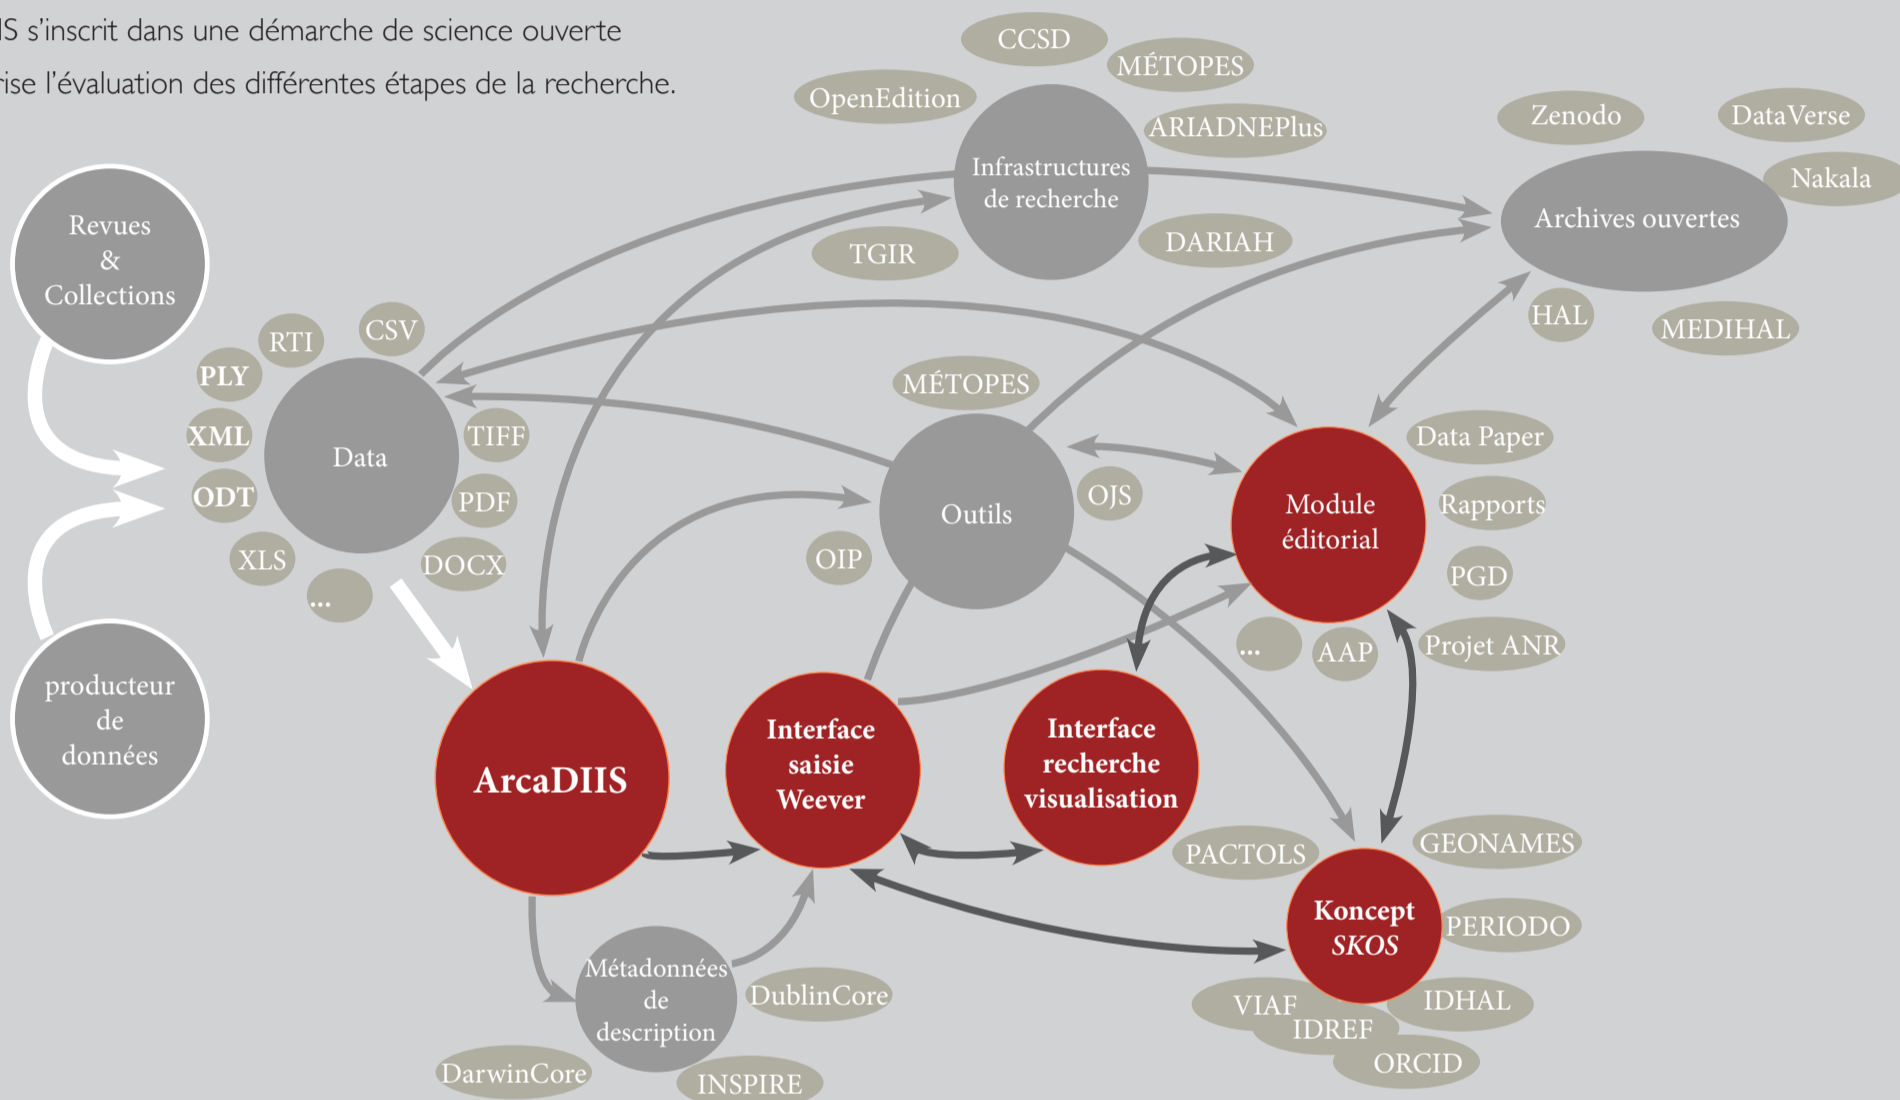 IS s’inscrit dans une démarche de science ouverte
rise l’évaluation des différentes étapes de la recherche.
CCSD
MÉTOPES
OpenEdition
ARIADNEPlus
Infrastructures
de recherche
TGIR
DARIAH
Zenodo
DataVerse
Nakala
Archives ouvertes
HAL
MEDIHAL
Revues
&
Collections
RTI
CSV
PLY
XML
TIFF
Data
ODT
PDF
XLS
DOCX
...
producteur
de
données
MÉTOPES
Outils
OJS
OIP
Module
éditorial
Data Paper
Rapports
PGD
Projet ANR
AAP
...
ArcaDIIS
Interface
saisie
Weever
Interface
recherche
visualisation
PACTOLS
GEONAMES
Koncept
SKOS
PERIODO
VIAF
IDHAL
IDREF
ORCID
Métadonnées
de
description
DublinCore
DarwinCore
INSPIRE